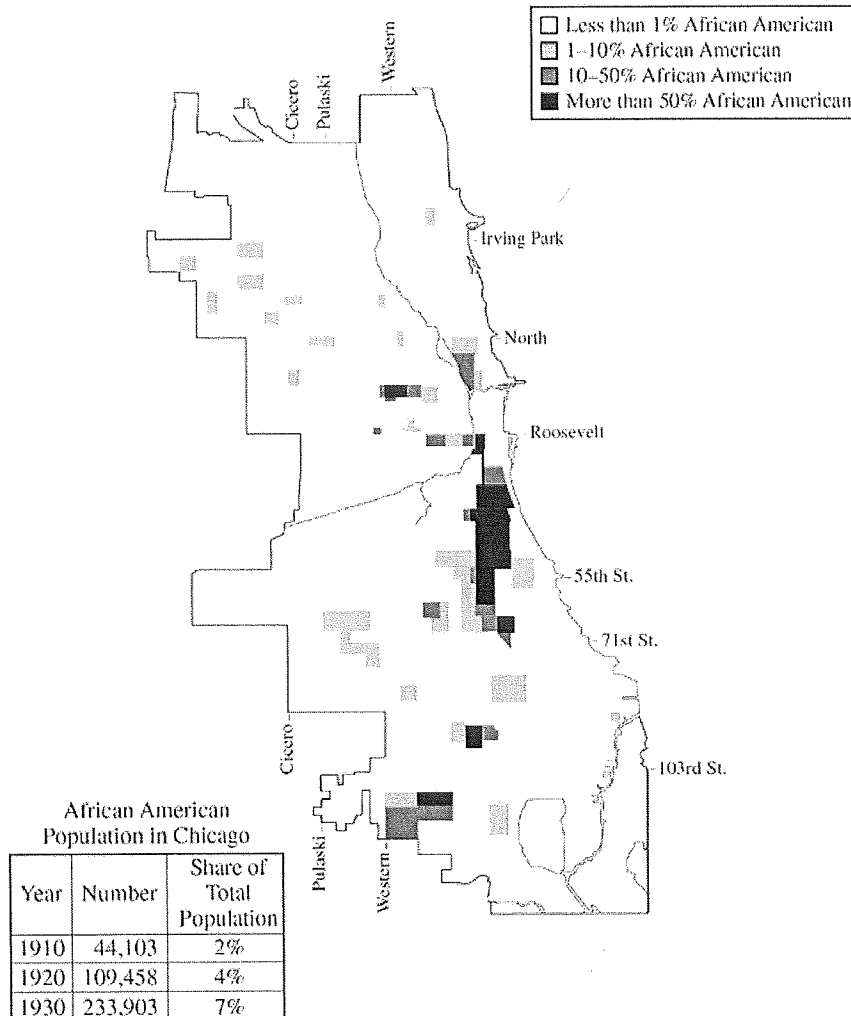 Less than 1% African American
1–10% African American
10–50% African American
More than 50% African American
Western
Cicero
Pulaski
Irving Park
North
Roosevelt
55th St.
71st St.
103rd St.
Cicero
Pulaski
Western
African American
Population in Chicago
Year Number Share of Total Population
1910 44,103 2%
1920 109,458 4%
1930 233,903 7%